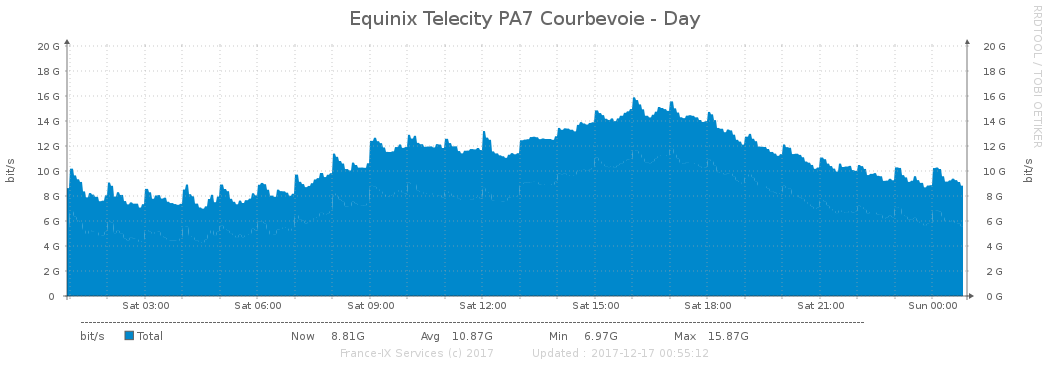 Equinix Telecity PA7 Courbevoie - Day
RRDTOOL / TOBI OETIKER
bit/s
20 G 20 G
18 G 18 G
16 G 16 G
14 G 14 G
12 G 12 G
10 G 10 G
8 G 8 G
6 G 6 G
4 G 4 G
2 G 2 G
0 0 G
bit/s
Sat 03:00 Sat 06:00 Sat 09:00 Sat 12:00 Sat 15:00 Sat 18:00 Sat 21:00 Sun 00:00
bit/s Total Now 8.81G Avg 10.87G Min 6.97G Max 15.87G
France-IX Services (c) 2017 Updated : 2017-12-17 00:55:12